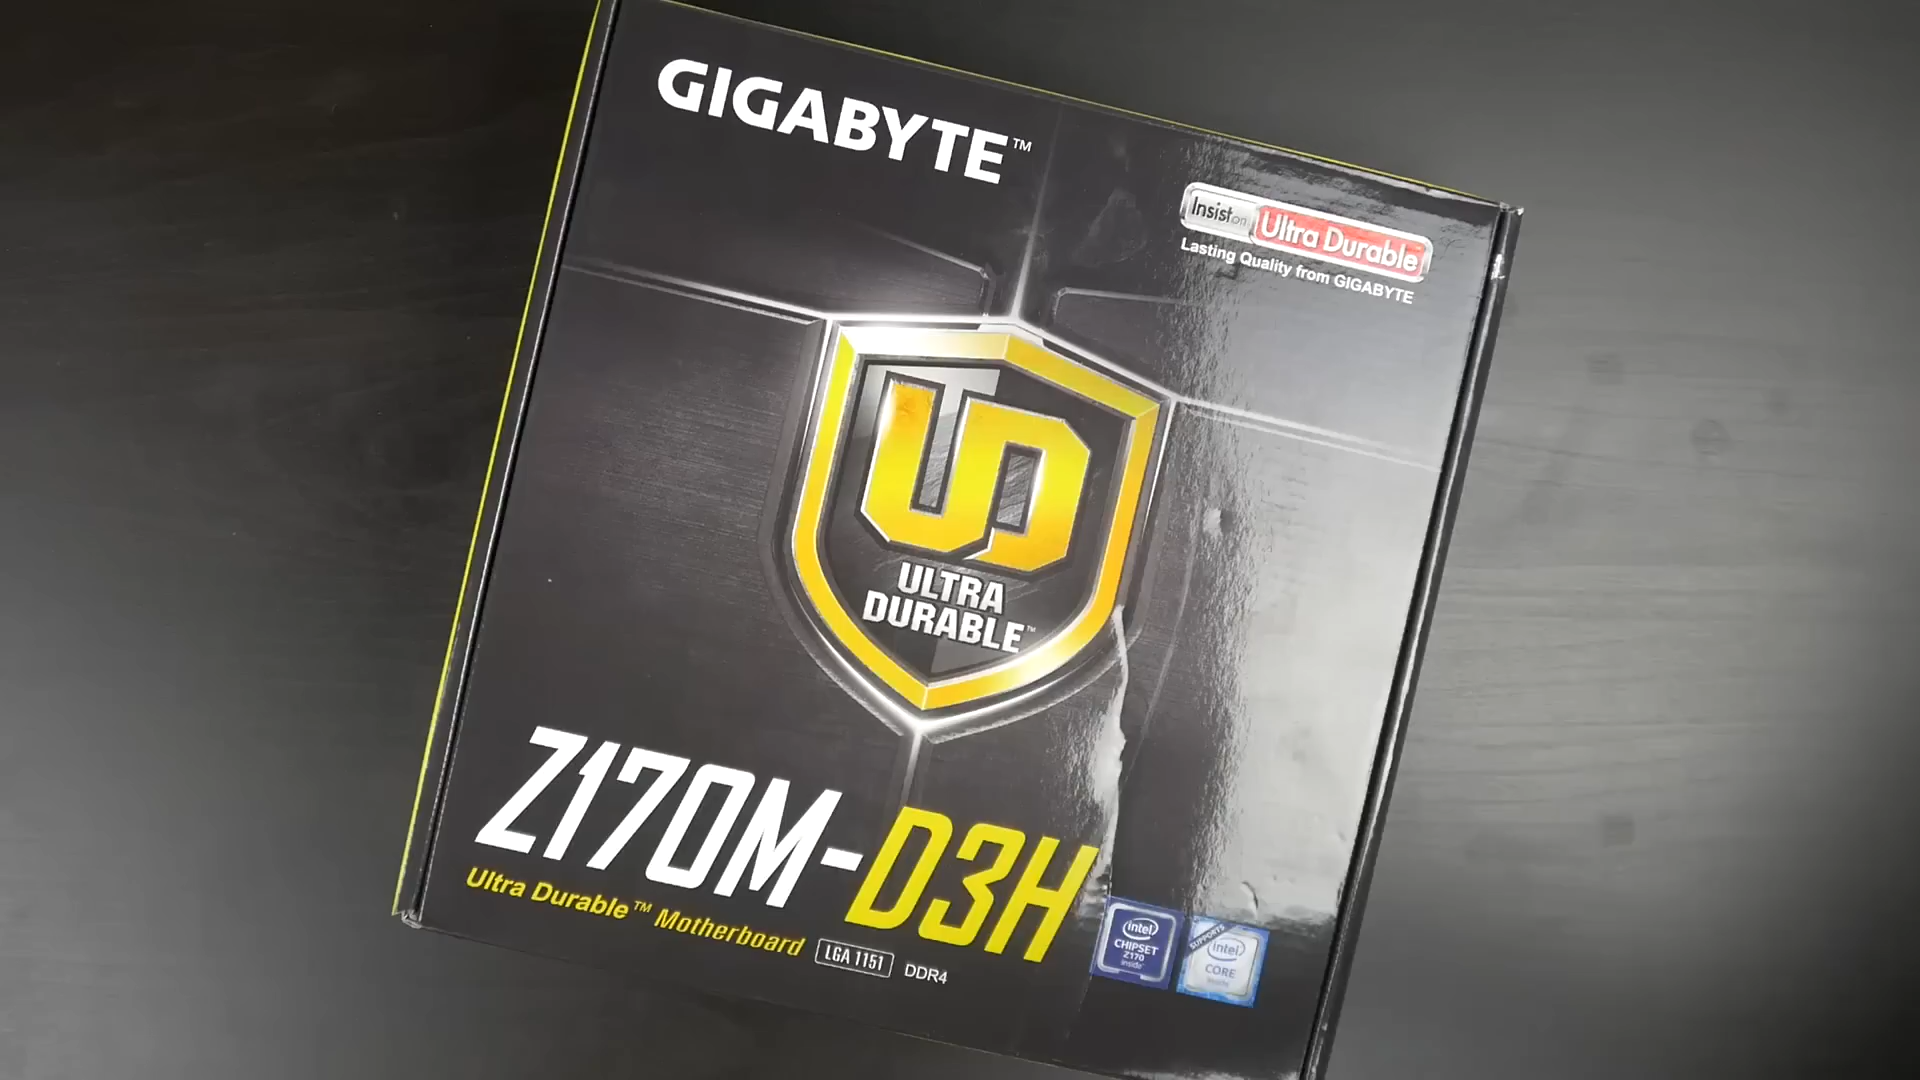 GIGABYTE™
Insist on Ultra Durable
Lasting Quality from GIGABYTE
UD
ULTRA
DURABLE™
Z170M-D3H
Ultra Durable™ Motherboard LGA 1151 DDR4
intel
CHIPSET
Z170
inside™
SUPPORTS
intel
CORE
inside